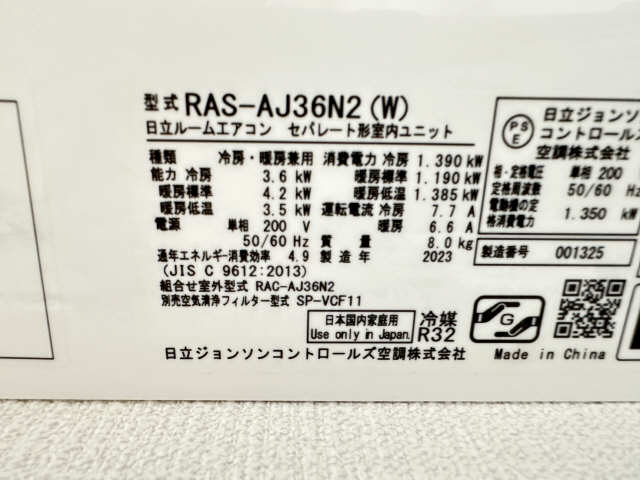 型式 RAS-AJ36N2(W)
日立ルームエアコン セパレート形室内ユニット
種類 冷房・暖房兼用 消費電力 冷房 1.390 kW
能力 冷房 3.6 kW 暖房標準 1.190 kW
暖房標準 4.2 kW 暖房低温 1.385 kW
暖房低温 3.5 kW 運転電流 冷房 7.7 A
電源 単相 200 V 暖房 6.6 A
50/60 Hz 質量 8.0 kg
通年エネルギー消費効率 4.9 製造年 2023
(JIS C 9612:2013)
組合せ室外型式 RAC-AJ36N2
別売空気清浄フィルター型式 SP-VCF11
日本国内家庭用
Use only in Japan.
冷媒
R32
日立ジョンソンコントロールズ空調株式会社
PS
E
日立ジョンソン
コントロールズ
空調株式会社
相・定格電圧 単相 200 V
定格周波数 50/60 Hz
電動機の定
格消費電力 1.350 kW
製造番号 001325
G
Made in China